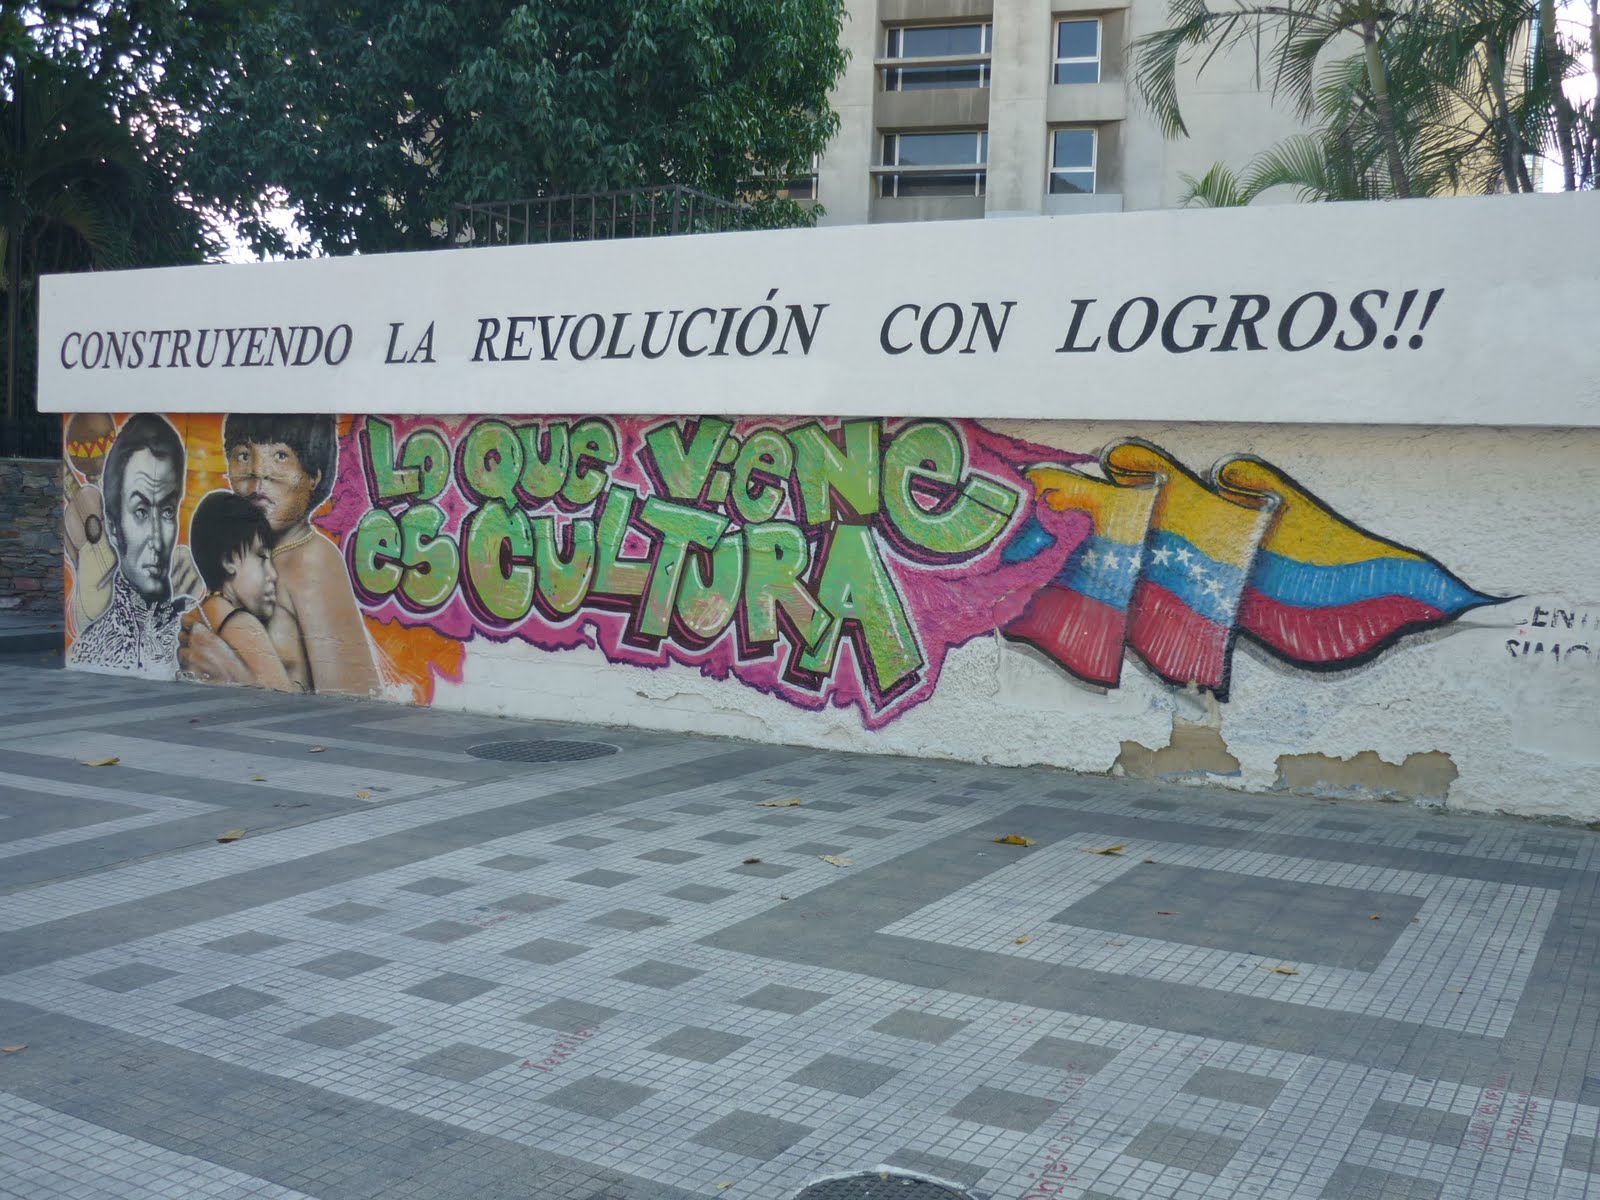 CONSTRUYENDO LA REVOLUCIÓN CON LOGROS!!
LO QUE VIENE
ES CULTURA